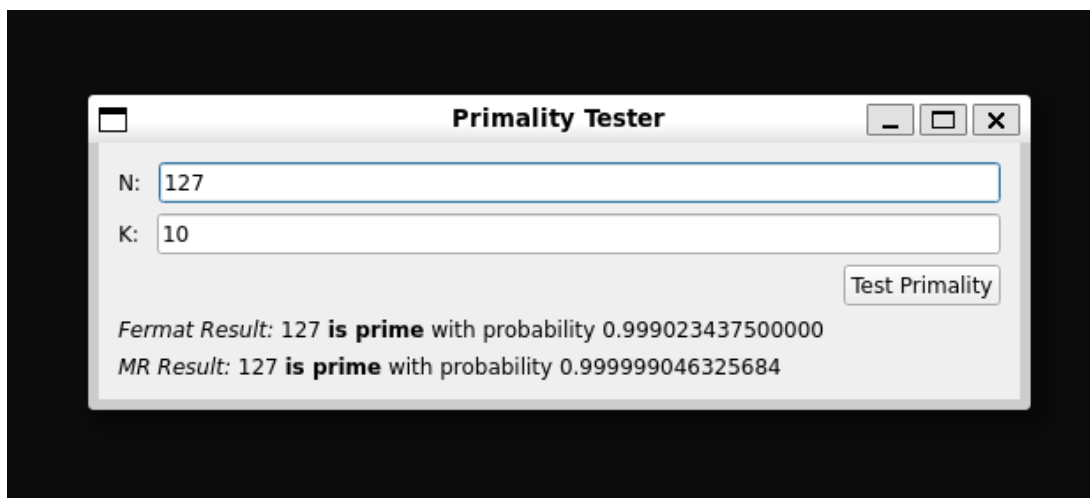 Primality Tester
N: 127
K: 10
Test Primality
Fermat Result: 127 is prime with probability 0.999023437500000
MR Result: 127 is prime with probability 0.999999046325684